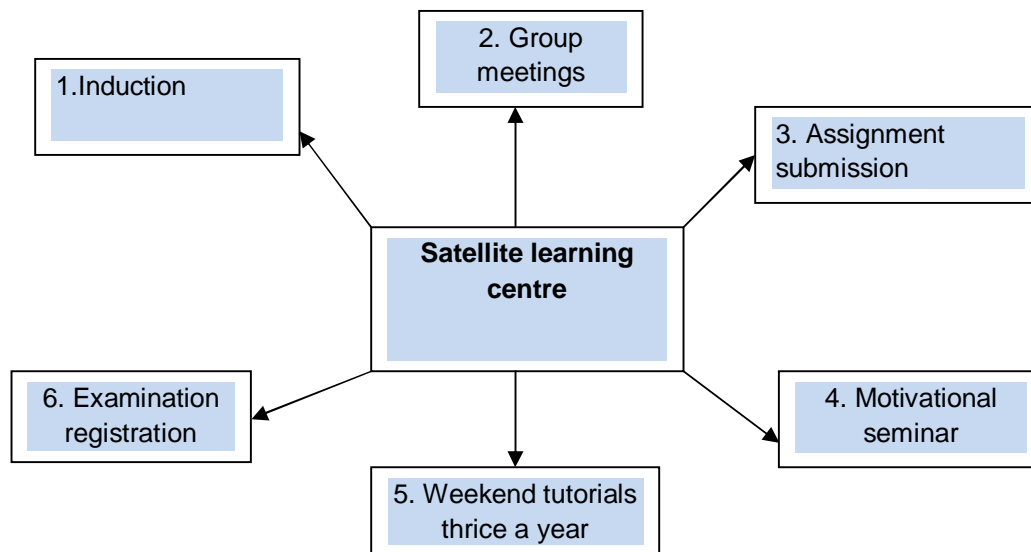 1.Induction
2. Group
meetings
3. Assignment
submission
Satellite learning
centre
6. Examination
registration
4. Motivational
seminar
5. Weekend tutorials
thrice a year